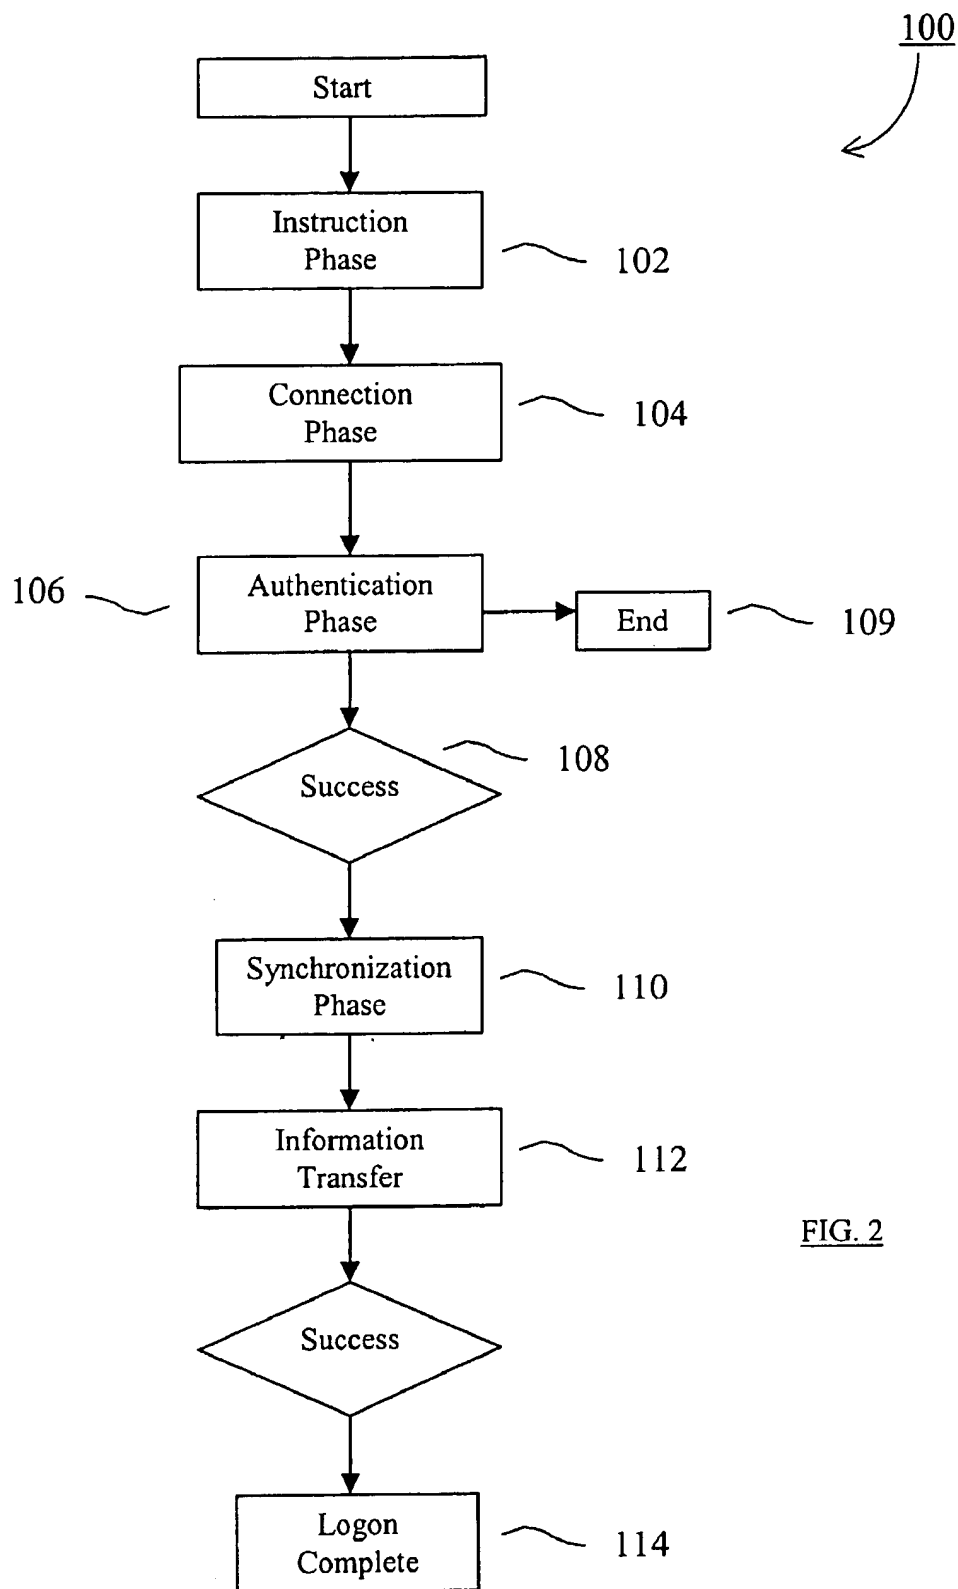 100
Start
Instruction
Phase
102
Connection
Phase
104
106
Authentication
Phase
End
109
Success
108
Synchronization
Phase
110
Information
Transfer
112
FIG. 2
Success
Logon
Complete
114